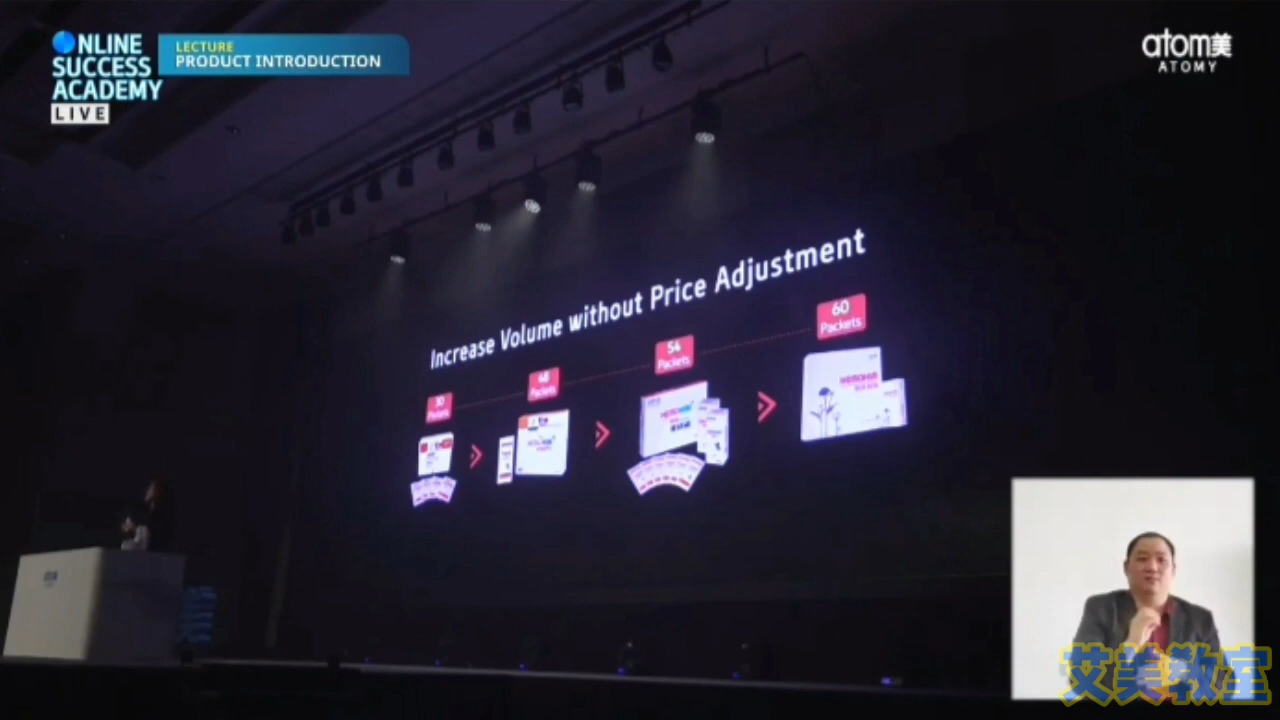 ONLINE
SUCCESS
ACADEMY
LIVE
LECTURE
PRODUCT INTRODUCTION
atom美
ATOMY
Increase Volume without Price Adjustment
30
Packets
48
Packets
54
Packets
60
Packets
艾美教室